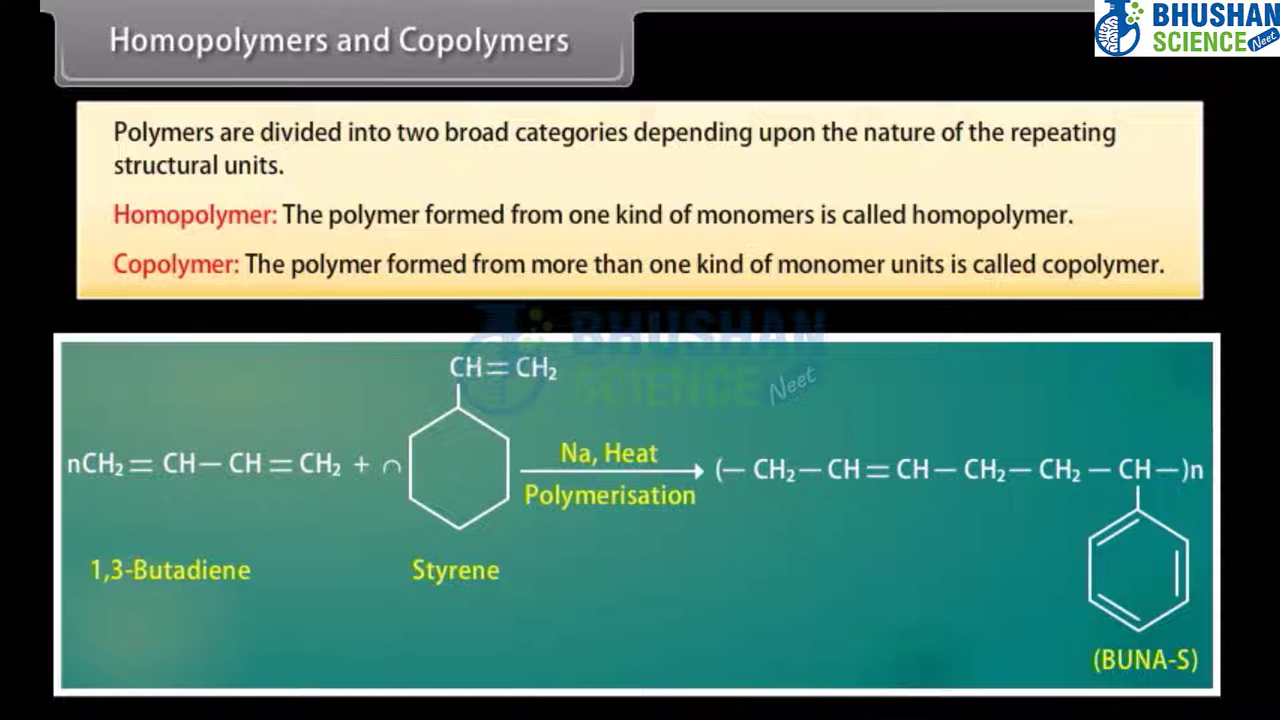 Homopolymers and Copolymers
BHUSHAN
SCIENCE Neet
Polymers are divided into two broad categories depending upon the nature of the repeating
structural units.
Homopolymer: The polymer formed from one kind of monomers is called homopolymer.
Copolymer: The polymer formed from more than one kind of monomer units is called copolymer.
BHUSHAN
SCIENCE Neet
CH=CH₂
nCH₂=CH—CH=CH₂ + ∩
Na, Heat
Polymerisation
(—CH₂—CH=CH—CH₂—CH₂—CH—)n
1,3-Butadiene
Styrene
(BUNA-S)